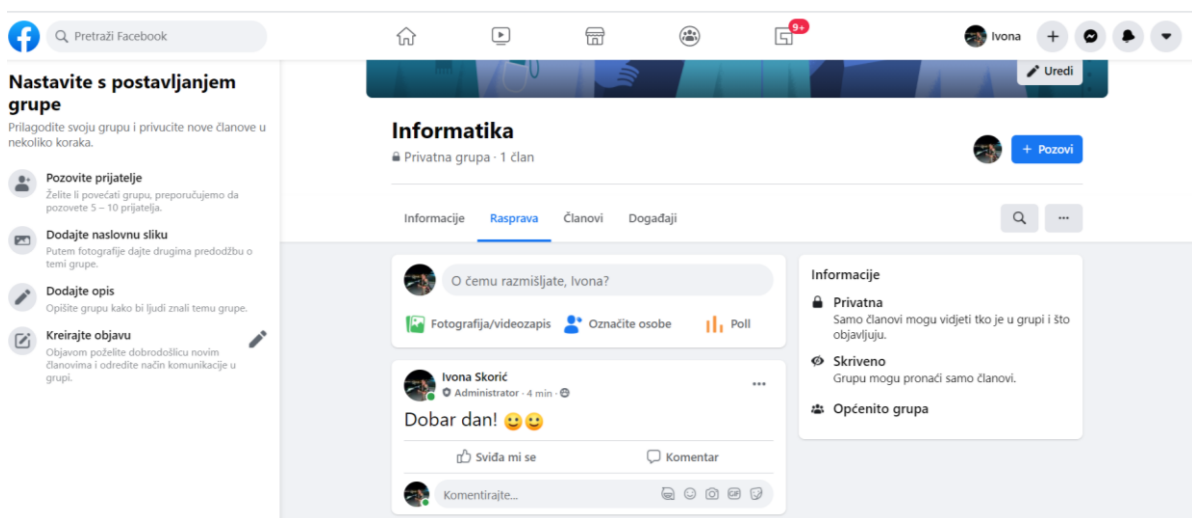 Pretraži Facebook
9+
Ivona
Nastavite s postavljanjem
grupe
Prilagodite svoju grupu i privucite nove članove u
nekoliko koraka.
Pozovite prijatelje
Želite li povećati grupu, preporučujemo da
pozovete 5 – 10 prijatelja.
Dodajte naslovnu sliku
Putem fotografije dajte drugima predodžbu o
temi grupe.
Dodajte opis
Opišite grupu kako bi ljudi znali temu grupe.
Kreirajte objavu
Objavom poželite dobrodošlicu novim
članovima i odredite način komunikacije u
grupi.
Uredi
Informatika
Privatna grupa · 1 član
+ Pozovi
Informacije
Rasprava
Članovi
Događaji
O čemu razmišljate, Ivona?
Fotografija/videozapis
Označite osobe
Poll
Ivona Skorić
Administrator · 4 min ·
Dobar dan! 🙂🙂
Sviđa mi se
Komentar
Komentirajte...
GIF
Informacije
Privatna
Samo članovi mogu vidjeti tko je u grupi i što
objavljuju.
Skriveno
Grupu mogu pronaći samo članovi.
Općenito grupa